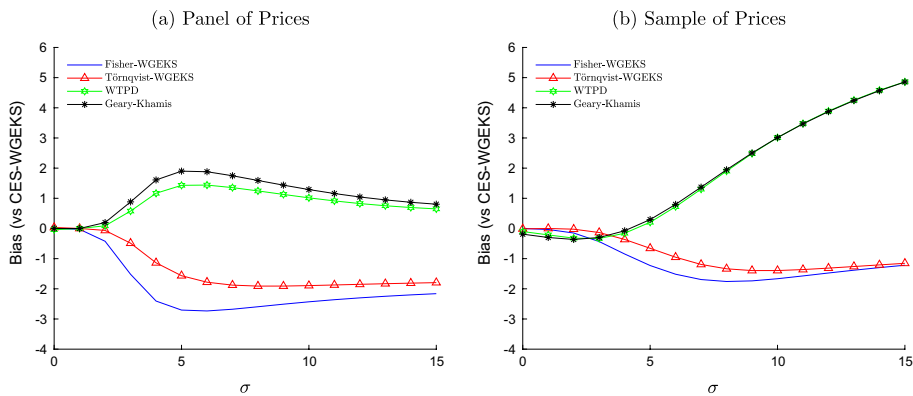 (a) Panel of Prices
6
5
4
3
2
1
0
-1
-2
-3
-4
Bias (vs CES-WGEKS)
Fisher-WGEKS
Törnqvist-WGEKS
WTPD
Geary-Khamis
0 5 10 15
σ
(b) Sample of Prices
6
5
4
3
2
1
0
-1
-2
-3
-4
Bias (vs CES-WGEKS)
Fisher-WGEKS
Törnqvist-WGEKS
WTPD
Geary-Khamis
0 5 10 15
σ